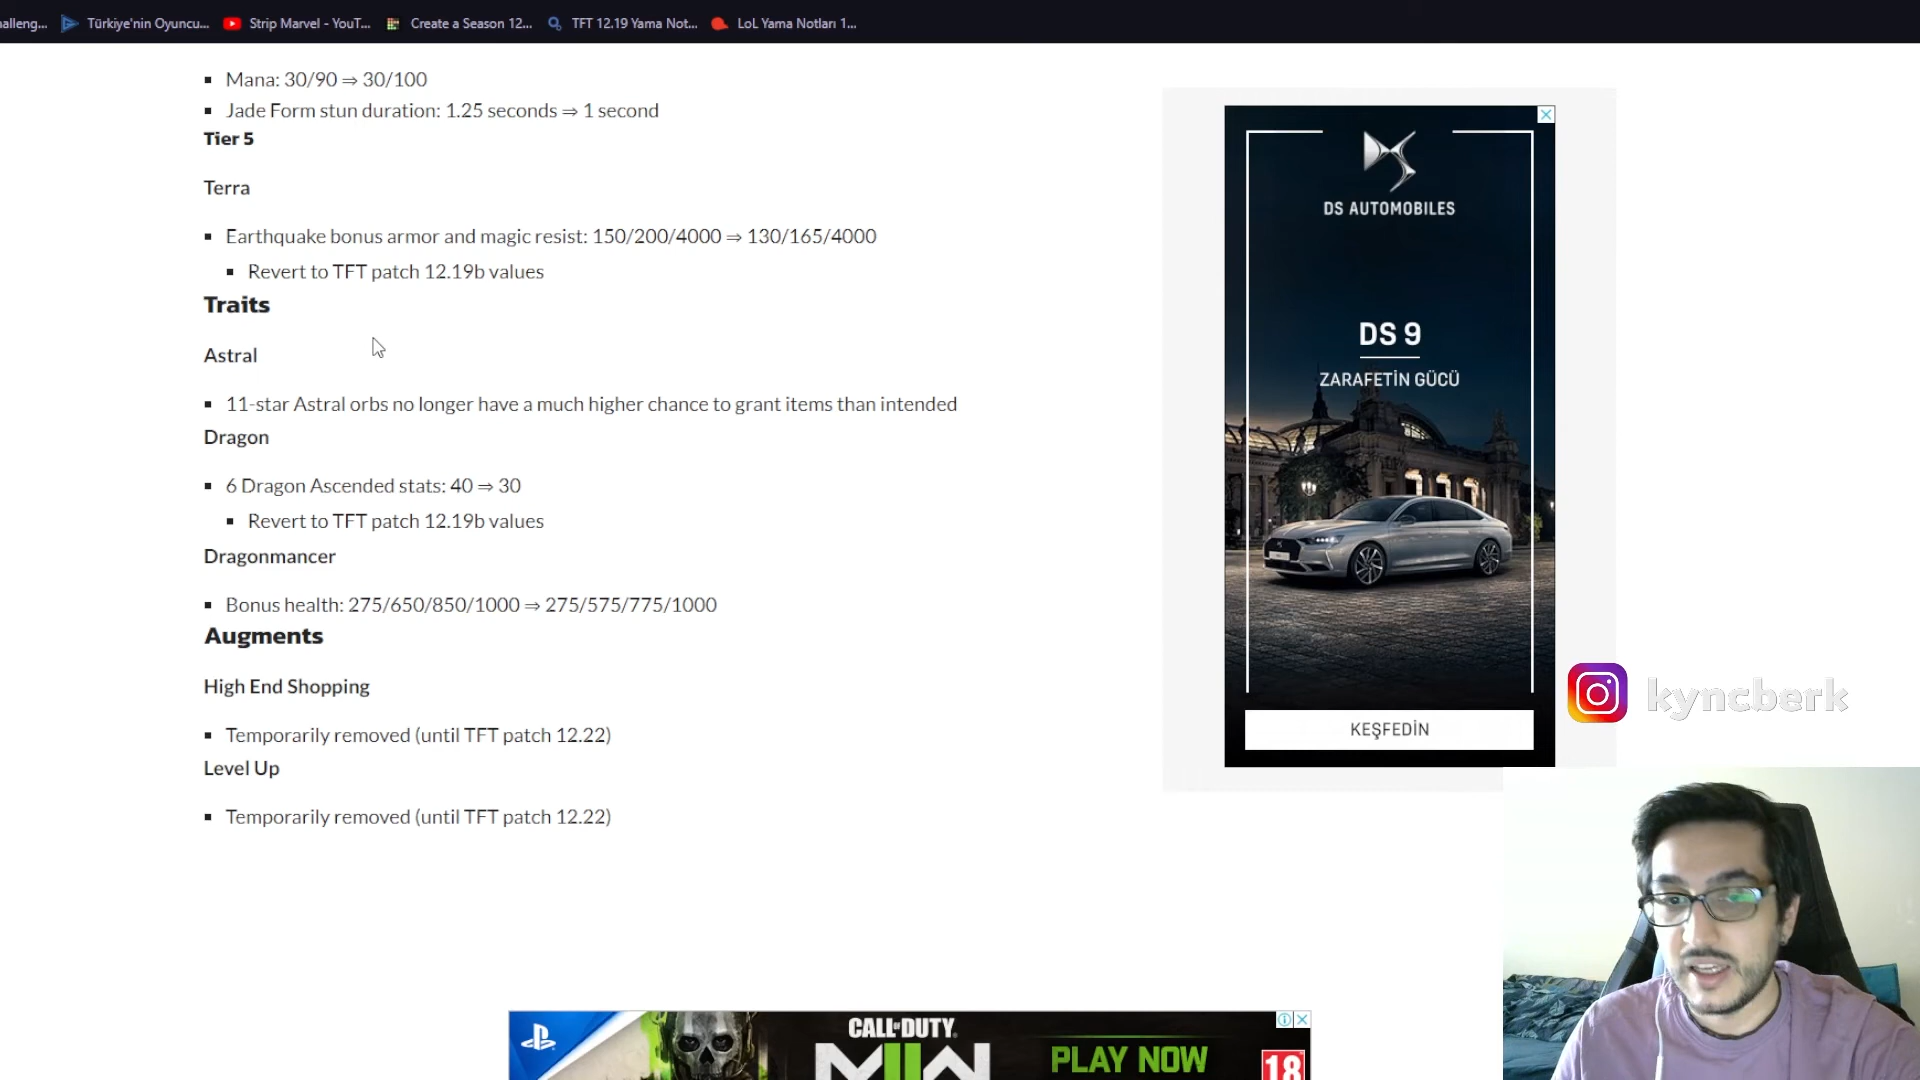 halleng...
Türkiye'nin Oyuncu...
Strip Marvel - YouT...
Create a Season 12...
TFT 12.19 Yama Not...
LoL Yama Notları 1...
Mana: 30/90 ⇒ 30/100
Jade Form stun duration: 1.25 seconds ⇒ 1 second
Tier 5
Terra
Earthquake bonus armor and magic resist: 150/200/4000 ⇒ 130/165/4000
Revert to TFT patch 12.19b values
Traits
Astral
11-star Astral orbs no longer have a much higher chance to grant items than intended
Dragon
6 Dragon Ascended stats: 40 ⇒ 30
Revert to TFT patch 12.19b values
Dragonmancer
Bonus health: 275/650/850/1000 ⇒ 275/575/775/1000
Augments
High End Shopping
Temporarily removed (until TFT patch 12.22)
Level Up
Temporarily removed (until TFT patch 12.22)
DS AUTOMOBILES
DS 9
ZARAFETİN GÜCÜ
KEŞFEDİN
kyncberk
CALL OF DUTY
MWII
PLAY NOW
18